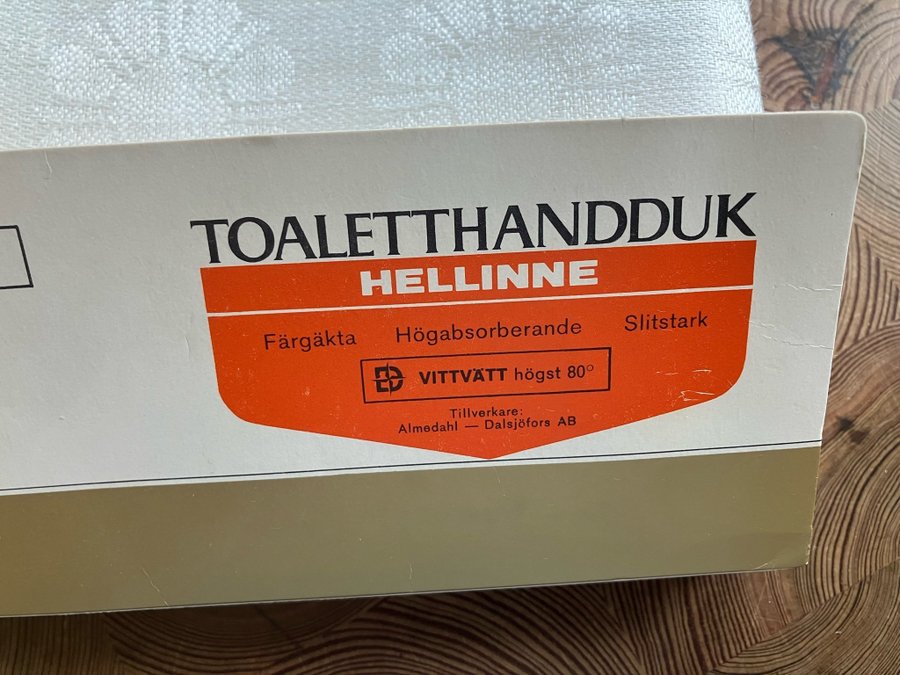 TOALETTHANDDUK
HELLINNE
Färgäkta Högabsorberande Slitstark
VITTVÄTT högst 80°
Tillverkare:
Almedahl — Dalsjöfors AB